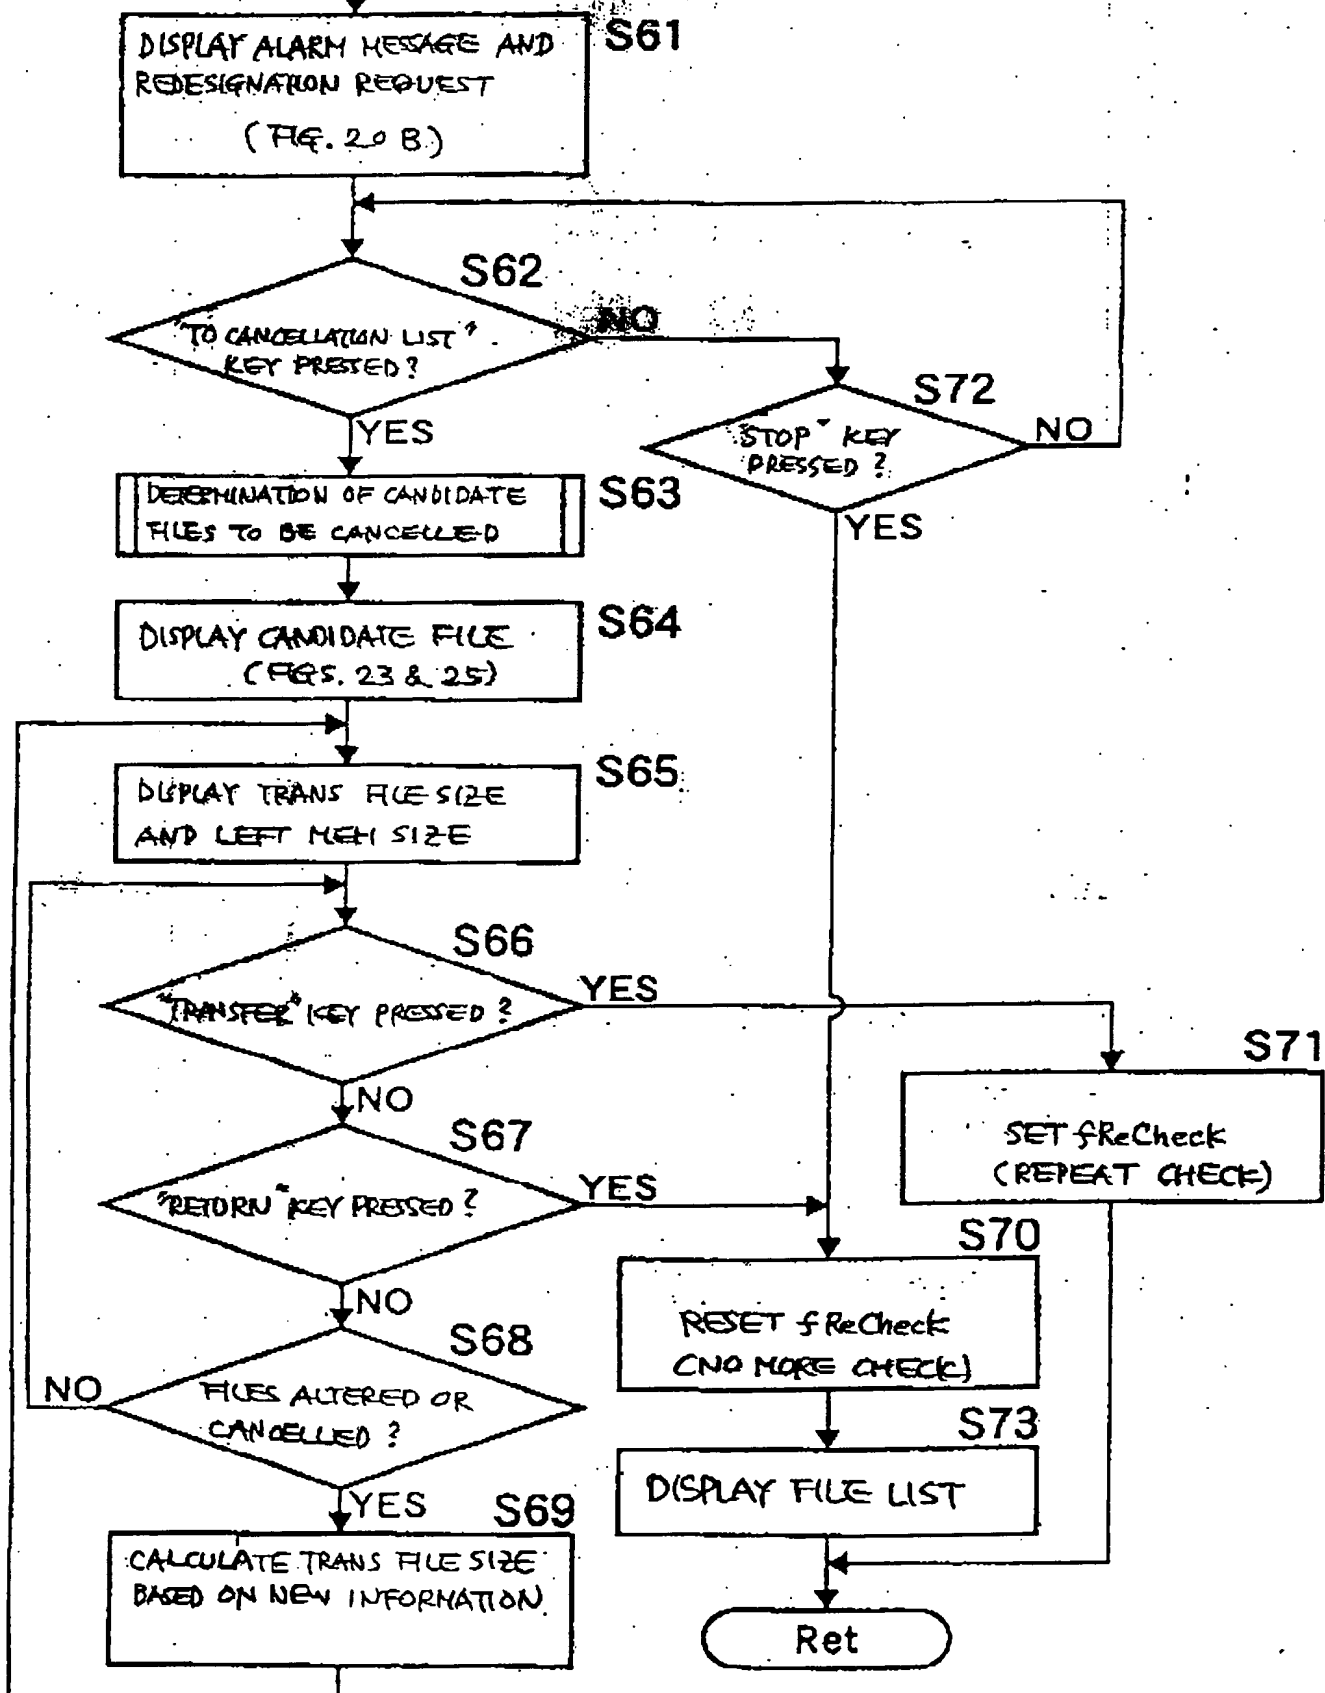 S61
DISPLAY ALARM MESSAGE AND
REDESIGNATION REQUEST
(FIG. 20 B)
S62
"TO CANCELLATION LIST"
KEY PRESSED?
NO
YES
S72
"STOP" KEY
PRESSED?
NO
YES
S63
DETERMINATION OF CANDIDATE
FILES TO BE CANCELLED
S64
DISPLAY CANDIDATE FILE
(FIGS. 23 & 25)
S65
DISPLAY TRANS FILE SIZE
AND LEFT MEM SIZE
S66
"TRANSFER" KEY PRESSED?
YES
NO
S71
SET fReCheck
(REPEAT CHECK)
S67
"RETURN" KEY PRESSED?
YES
NO
S70
RESET fReCheck
(NO MORE CHECK)
S68
FILES ALTERED OR
CANCELLED?
NO
YES
S73
DISPLAY FILE LIST
S69
CALCULATE TRANS FILE SIZE
BASED ON NEW INFORMATION
Ret